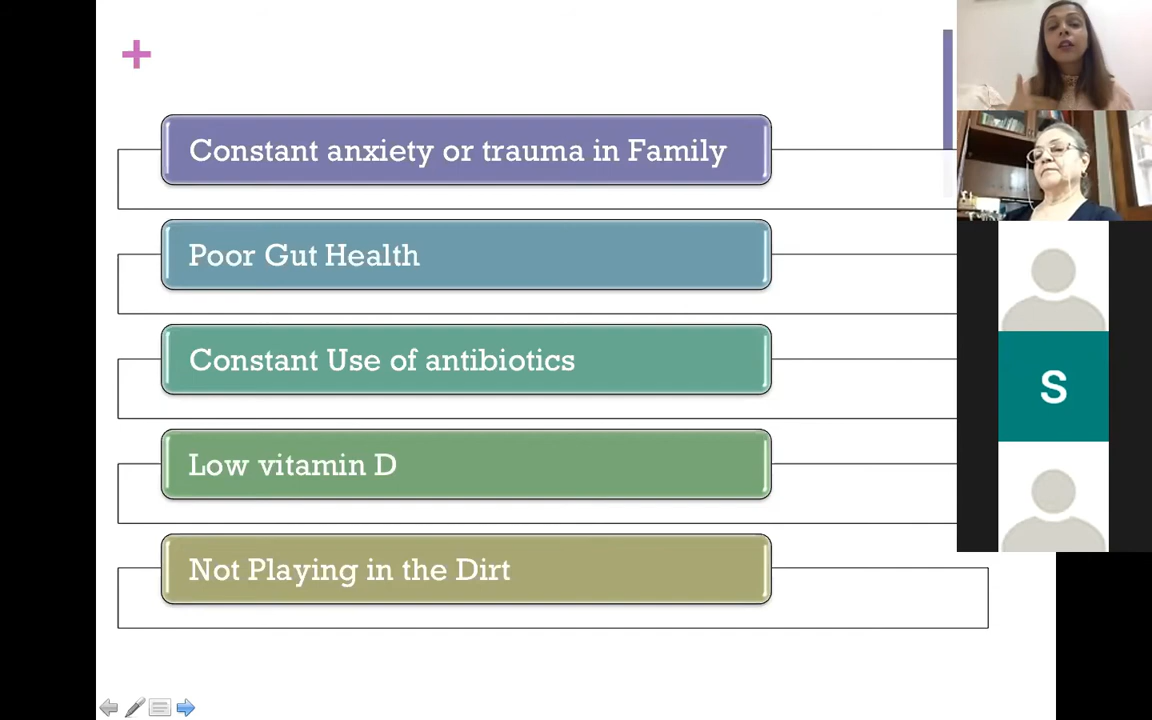 Constant anxiety or trauma in Family
Poor Gut Health
Constant Use of antibiotics
Low vitamin D
Not Playing in the Dirt
S